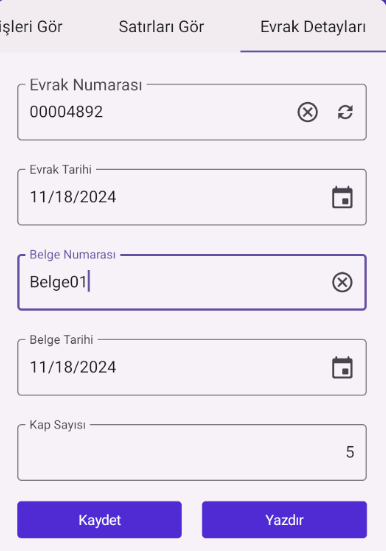 işleri Gör
Satırları Gör
Evrak Detayları
Evrak Numarası
00004892
Evrak Tarihi
11/18/2024
Belge Numarası
Belge01
Belge Tarihi
11/18/2024
Kap Sayısı
5
Kaydet
Yazdır